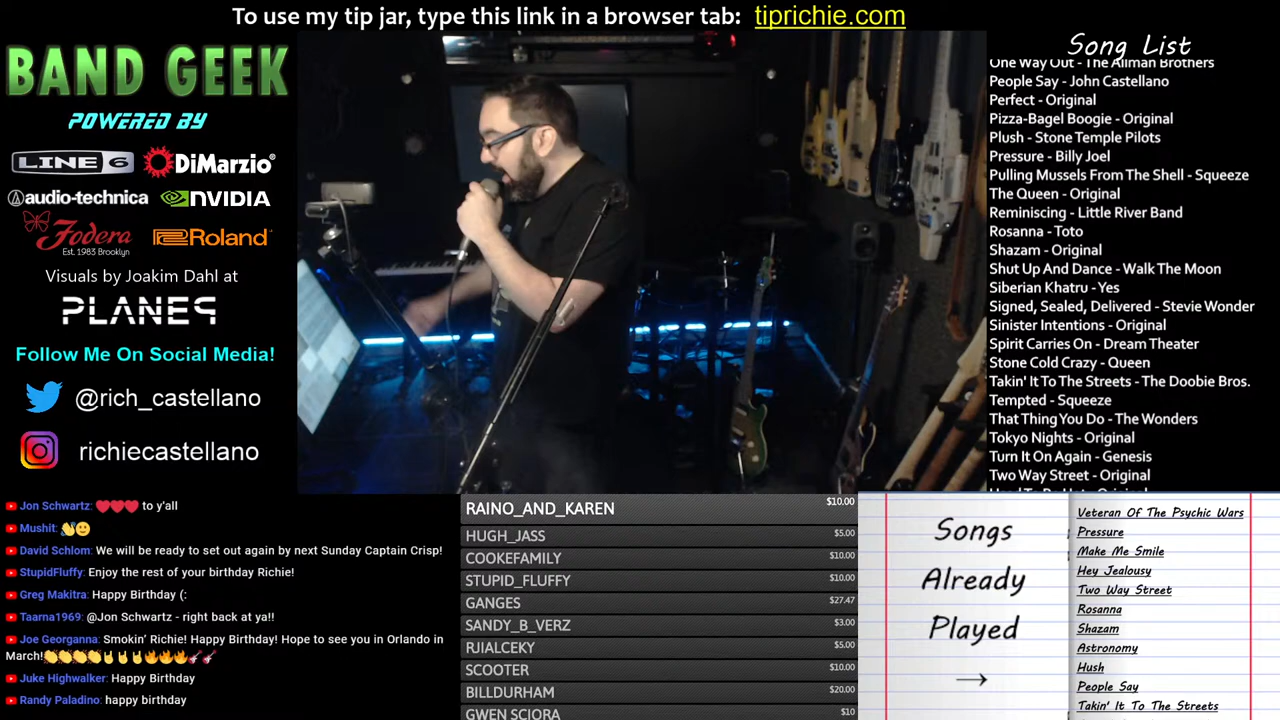 To use my tip jar, type this link in a browser tab: tiprichie.com
BAND GEEK
POWERED BY
LINE 6
DiMarzio
audio-technica
NVIDIA
Fodera
Est. 1983 Brooklyn
Roland
Visuals by Joakim Dahl at
PLANE9
Follow Me On Social Media!
@rich_castellano
richiecastellano
Song List
One Way Out - The Allman Brothers
People Say - John Castellano
Perfect - Original
Pizza-Bagel Boogie - Original
Plush - Stone Temple Pilots
Pressure - Billy Joel
Pulling Mussels From The Shell - Squeeze
The Queen - Original
Reminiscing - Little River Band
Rosanna - Toto
Shazam - Original
Shut Up And Dance - Walk The Moon
Siberian Khatru - Yes
Signed, Sealed, Delivered - Stevie Wonder
Sinister Intentions - Original
Spirit Carries On - Dream Theater
Stone Cold Crazy - Queen
Takin' It To The Streets - The Doobie Bros.
Tempted - Squeeze
That Thing You Do - The Wonders
Tokyo Nights - Original
Turn It On Again - Genesis
Two Way Street - Original
Jon Schwartz: ❤❤❤ to y'all
Mushit: 👏🙂
David Schlom: We will be ready to set out again by next Sunday Captain Crisp!
StupidFluffy: Enjoy the rest of your birthday Richie!
Greg Makitra: Happy Birthday (:
Taarna1969: @Jon Schwartz - right back at ya!!
Joe Georganna: Smokin' Richie! Happy Birthday! Hope to see you in Orlando in
March!👏👏👏👏🤘🤘🤘🔥🔥🔥🎸🎸
Juke Highwalker: Happy Birthday
Randy Paladino: happy birthday
RAINO_AND_KAREN $10.00
HUGH_JASS $5.00
COOKEFAMILY $10.00
STUPID_FLUFFY $10.00
GANGES $27.47
SANDY_B_VERZ $3.00
RJIALCEKY $5.00
SCOOTER $10.00
BILLDURHAM $20.00
GWEN SCIORA $10
Songs
Already
Played
→
Veteran Of The Psychic Wars
Pressure
Make Me Smile
Hey Jealousy
Two Way Street
Rosanna
Shazam
Astronomy
Hush
People Say
Takin' It To The Streets